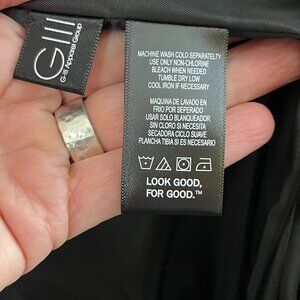 GIII
G-III Apparel Group
MACHINE WASH COLD SEPARATELTY
USE ONLY NON-CHLORINE
BLEACH WHEN NEEDED
TUMBLE DRY LOW
COOL IRON IF NECESSARY
MAQUINA DE LAVADO EN
FRIO POR SEPERADO
USAR SOLO BLANQUEADOR
SIN CLORO SI NECESITA
SECADORA CICLO SUAVE
PLANCHA TIBIA SI ES NECESARIO
LOOK GOOD,
FOR GOOD.™